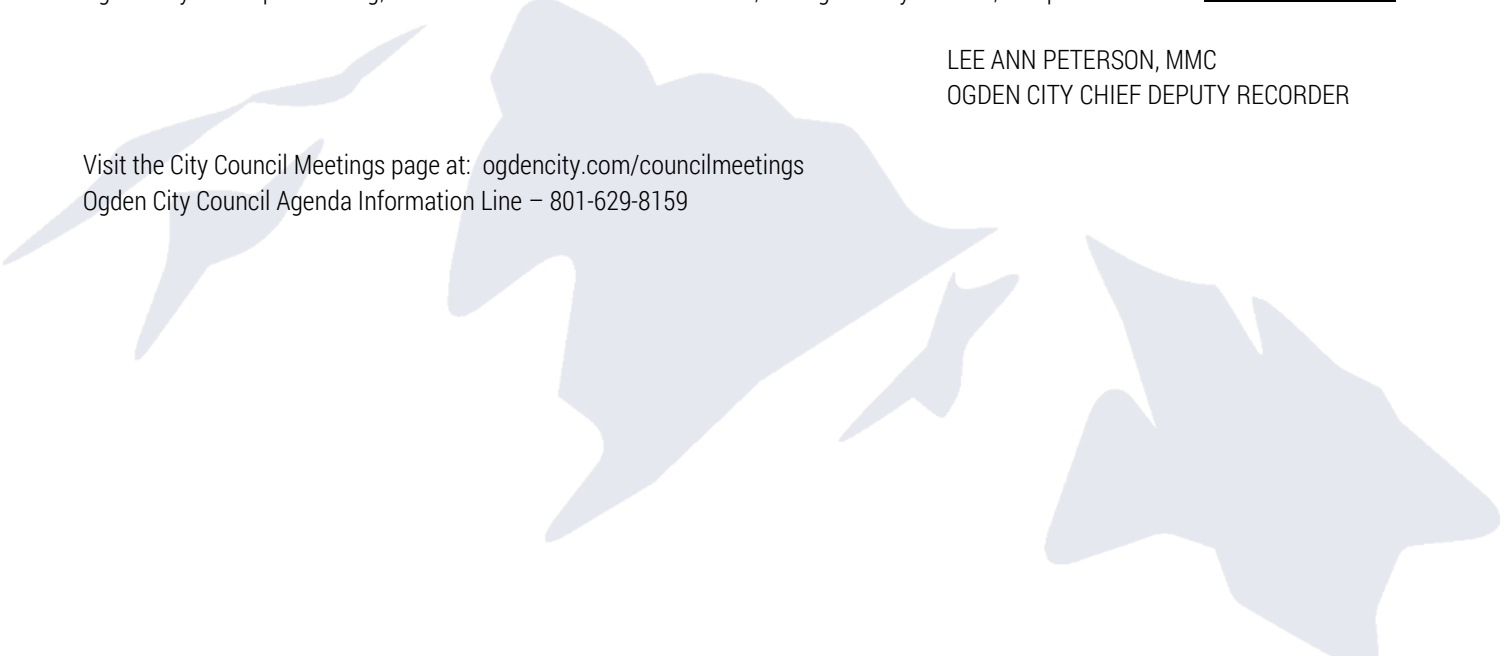 LEE ANN PETERSON, MMC
OGDEN CITY CHIEF DEPUTY RECORDER
Visit the City Council Meetings page at: ogdencity.com/councilmeetings
Ogden City Council Agenda Information Line – 801-629-8159